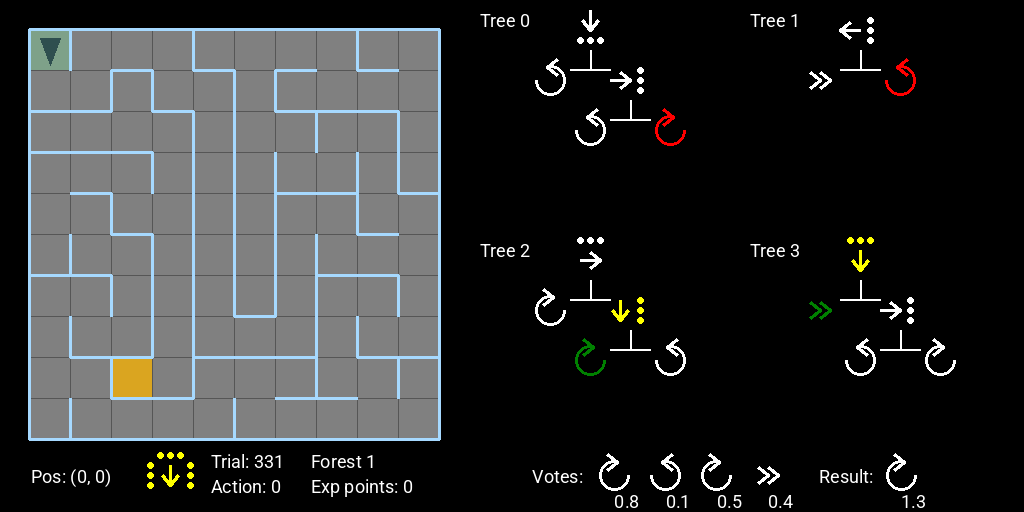 Tree 0
Tree 1
Tree 2
Tree 3
Pos: (0, 0)
Trial: 331
Forest 1
Action: 0
Exp points: 0
Votes:
0.8
0.1
0.5
0.4
Result:
1.3